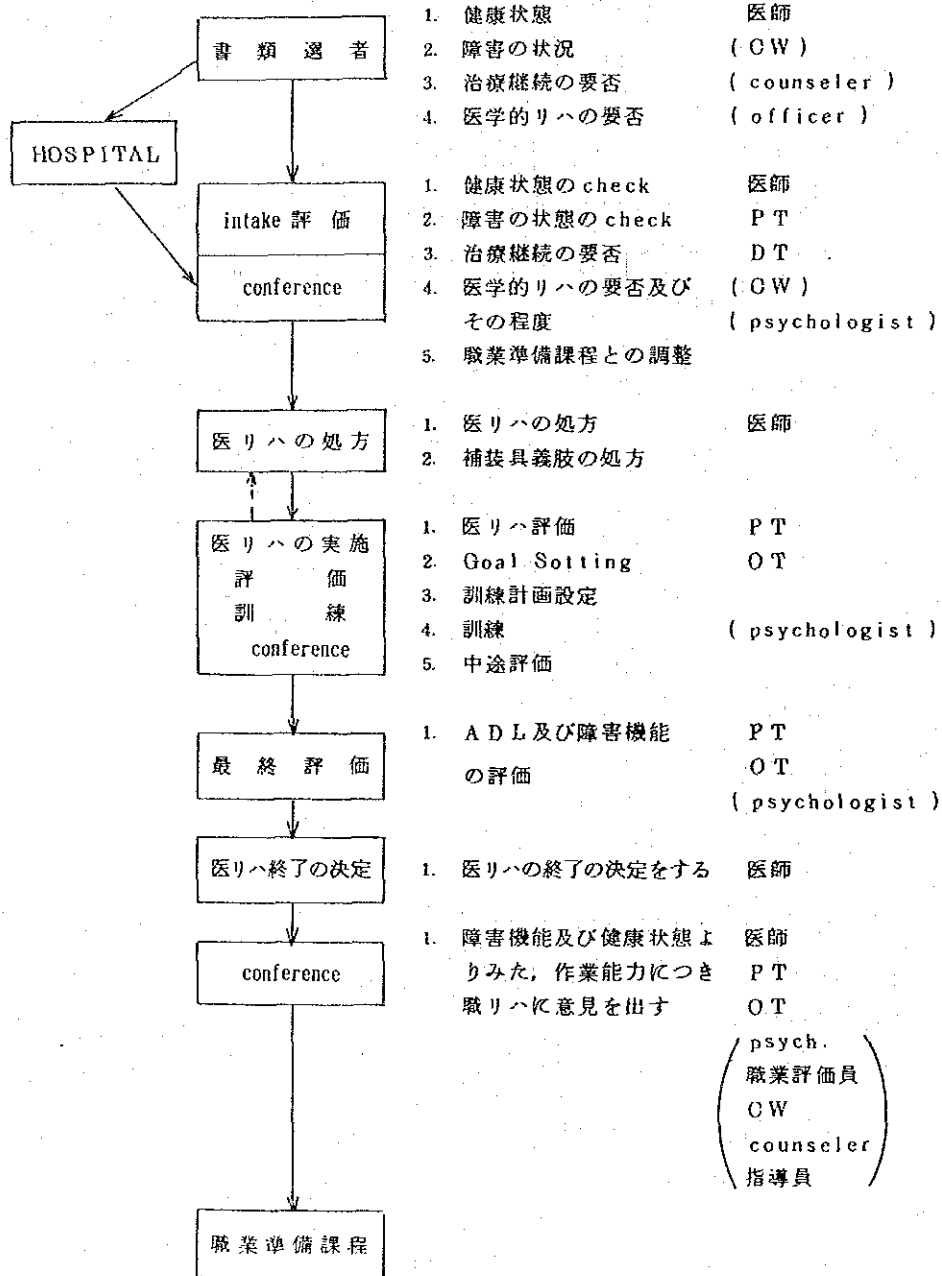 書類選者
1. 健康状態 医師
2. 障害の状況 (CW)
3. 治療継続の要否 (counseler)
4. 医学的リハの要否 (officer)
HOSPITAL
intake 評価
conference
1. 健康状態のcheck 医師
2. 障害の状態のcheck PT
3. 治療継続の要否 DT
4. 医学的リハの要否及び (CW)
その程度 (psychologist)
5. 職業準備課程との調整
医リハの処方
1. 医リハの処方 医師
2. 補装具義肢の処方
医リハの実施
評価
訓練
conference
1. 医リハ評価 PT
2. Goal Sotting OT
3. 訓練計画設定
4. 訓練 (psychologist)
5. 中途評価
最終評価
1. ADL及び障害機能 PT
の評価 OT
(psychologist)
医リハ終了の決定
1. 医リハの終了の決定をする 医師
conference
1. 障害機能及び健康状態よ 医師
りみた,作業能力につき PT
職リハに意見を出す OT
psych.
職業評価員
CW
counseler
指導員
職業準備課程